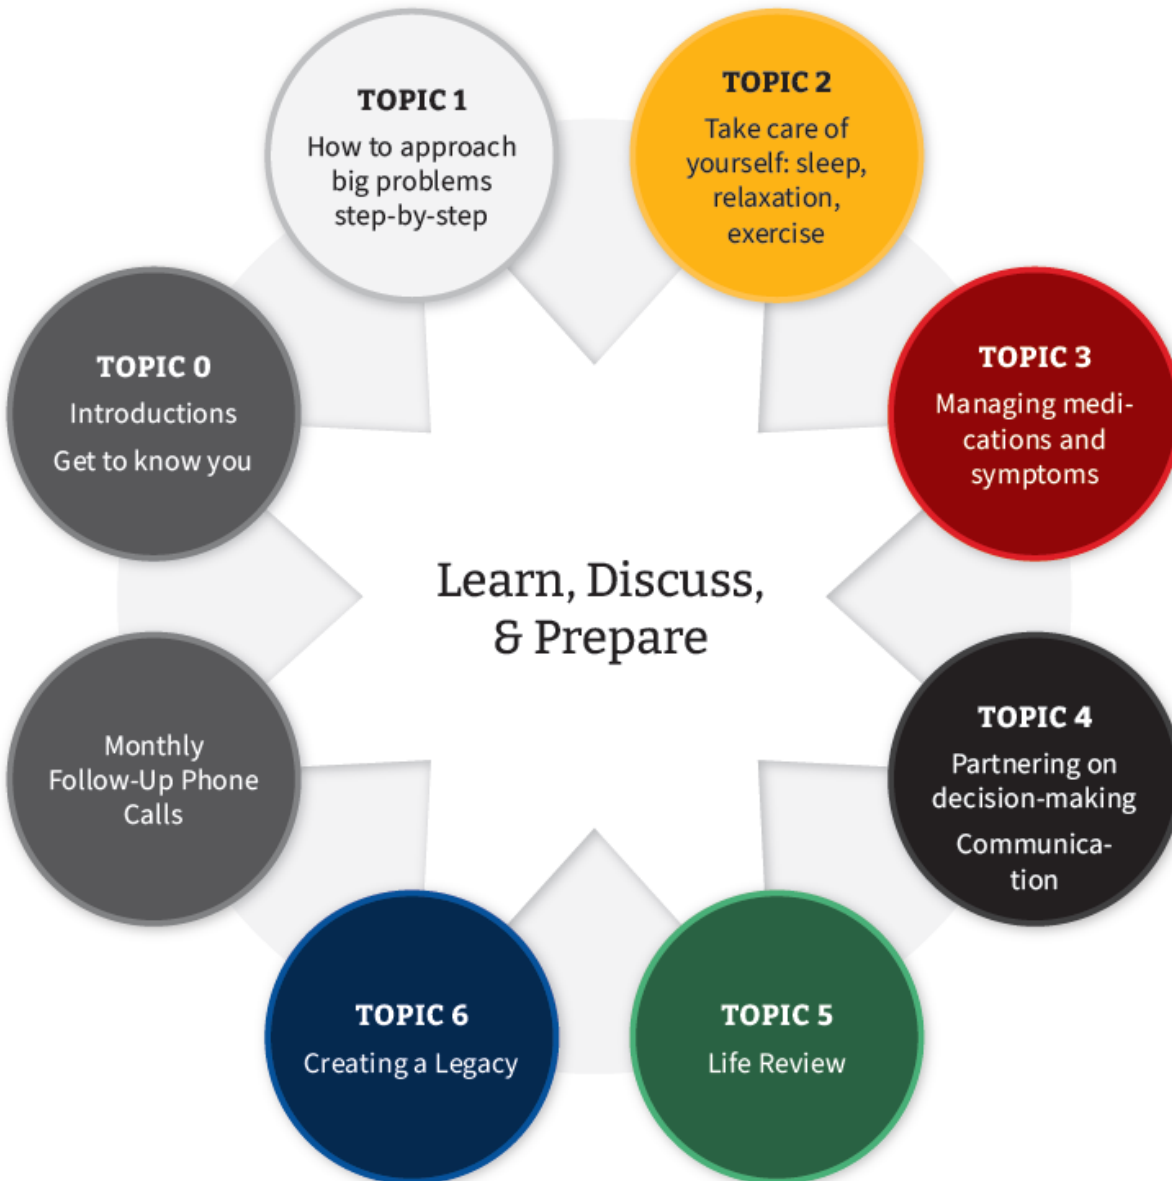 TOPIC 1
How to approach
big problems
step-by-step
TOPIC 2
Take care of
yourself: sleep,
relaxation,
exercise
TOPIC 0
Introductions
Get to know you
TOPIC 3
Managing medi-
cations and
symptoms
Learn, Discuss,
& Prepare
Monthly
Follow-Up Phone
Calls
TOPIC 4
Partnering on
decision-making
Communica-
tion
TOPIC 6
Creating a Legacy
TOPIC 5
Life Review